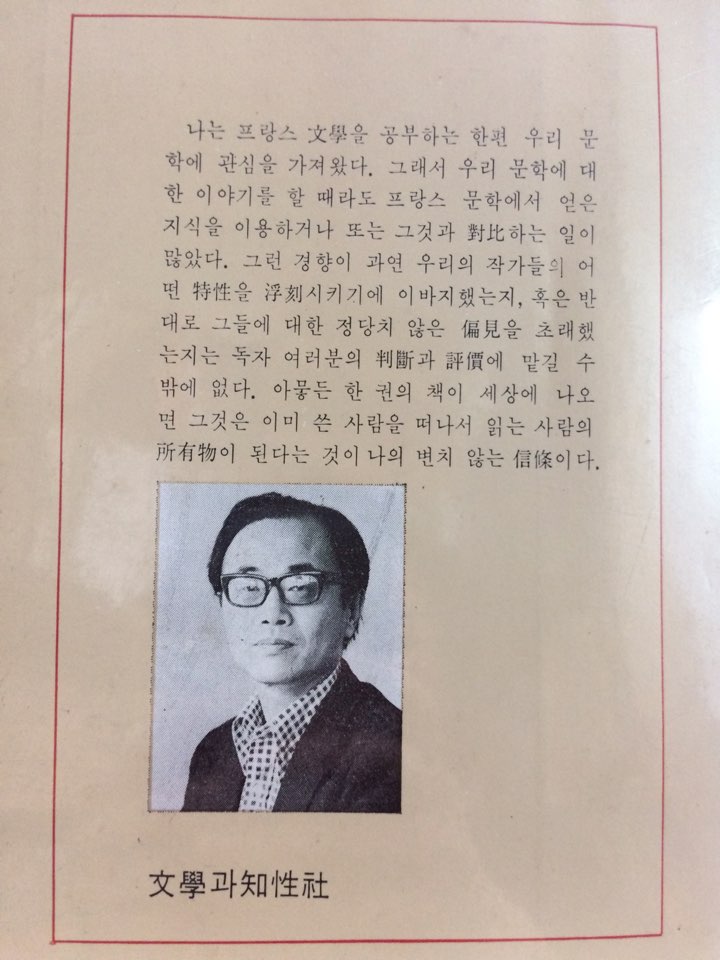 나는 프랑스 文學을 공부하는 한편 우리 문
학에 관심을 가져왔다. 그래서 우리 문학에 대
한 이야기를 할 때라도 프랑스 문학에서 얻은
지식을 이용하거나 또는 그것과 對比하는 일이
많았다. 그런 경향이 과연 우리의 작가들의 어
떤 特性을 浮刻시키기에 이바지했는지, 혹은 반
대로 그들에 대한 정당치 않은 偏見을 초래했
는지는 독자 여러분의 判斷과 評價에 맡길 수
밖에 없다. 아뭏든 한 권의 책이 세상에 나오
면 그것은 이미 쓴 사람을 떠나서 읽는 사람의
所有物이 된다는 것이 나의 변치 않는 信條이다.
文學과知性社